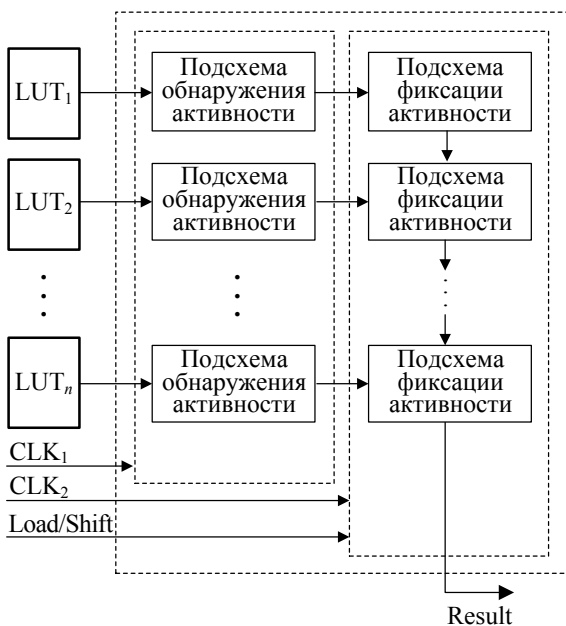 LUT₁
Подсхема
обнаружения
активности
Подсхема
фиксации
активности
LUT₂
Подсхема
обнаружения
активности
Подсхема
фиксации
активности
LUTₙ
Подсхема
обнаружения
активности
Подсхема
фиксации
активности
CLK₁
CLK₂
Load/Shift
Result